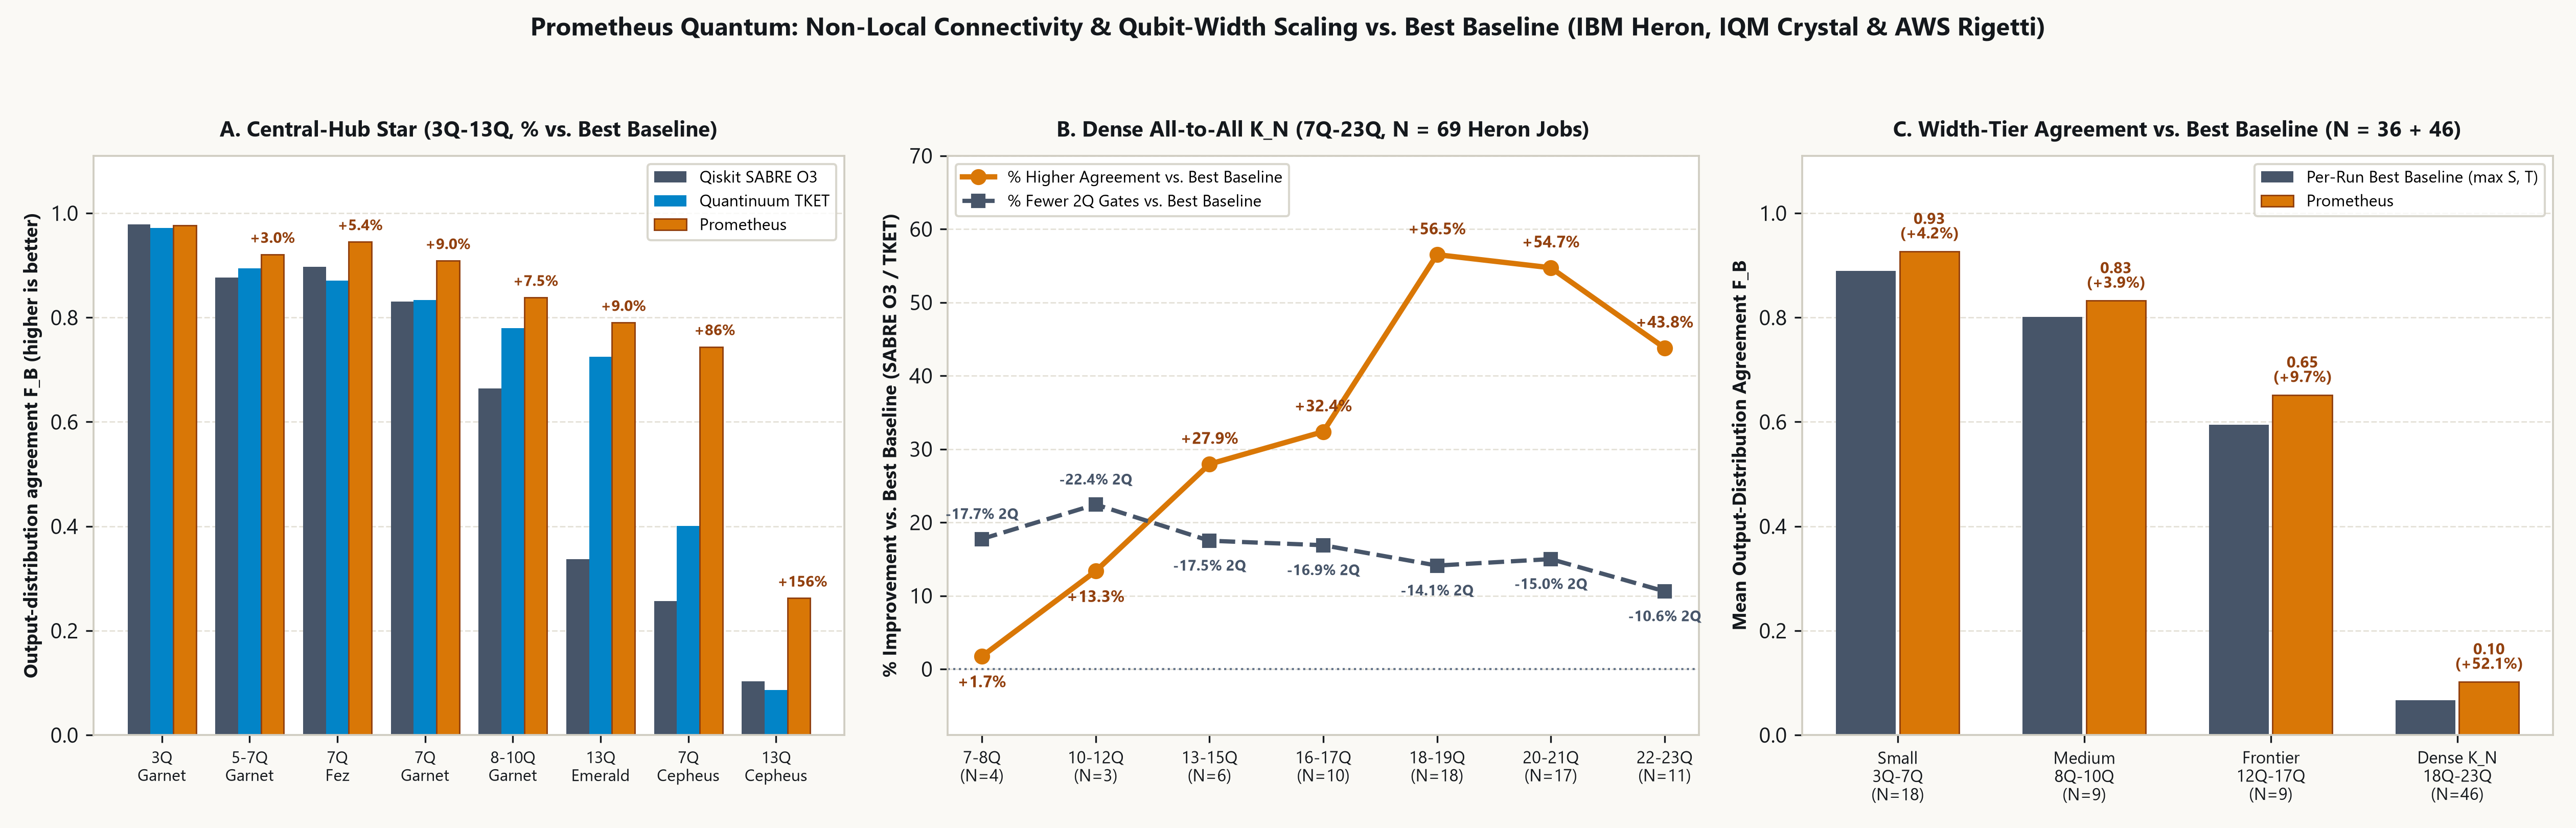 Prometheus Quantum: Non-Local Connectivity & Qubit-Width Scaling vs. Best Baseline (IBM Heron, IQM Crystal & AWS Rigetti)
A. Central-Hub Star (3Q-13Q, % vs. Best Baseline)
Output-distribution agreement F_B (higher is better)
1.0
0.8
0.6
0.4
0.2
0.0
Qiskit SABRE O3
Quantinuum TKET
Prometheus
+3.0%
+5.4%
+9.0%
+7.5%
+9.0%
+86%
+156%
3Q
Garnet
5-7Q
Garnet
7Q
Fez
7Q
Garnet
8-10Q
Garnet
13Q
Emerald
7Q
Cepheus
13Q
Cepheus
B. Dense All-to-All K_N (7Q-23Q, N = 69 Heron Jobs)
% Improvement vs. Best Baseline (SABRE O3 / TKET)
70
60
50
40
30
20
10
0
% Higher Agreement vs. Best Baseline
% Fewer 2Q Gates vs. Best Baseline
+1.7%
+13.3%
+27.9%
+32.4%
+56.5%
+54.7%
+43.8%
-17.7% 2Q
-22.4% 2Q
-17.5% 2Q
-16.9% 2Q
-14.1% 2Q
-15.0% 2Q
-10.6% 2Q
7-8Q
(N=4)
10-12Q
(N=3)
13-15Q
(N=6)
16-17Q
(N=10)
18-19Q
(N=18)
20-21Q
(N=17)
22-23Q
(N=11)
C. Width-Tier Agreement vs. Best Baseline (N = 36 + 46)
Mean Output-Distribution Agreement F_B
1.0
0.8
0.6
0.4
0.2
0.0
Per-Run Best Baseline (max S, T)
Prometheus
0.93
(+4.2%)
0.83
(+3.9%)
0.65
(+9.7%)
0.10
(+52.1%)
Small
3Q-7Q
(N=18)
Medium
8Q-10Q
(N=9)
Frontier
12Q-17Q
(N=9)
Dense K_N
18Q-23Q
(N=46)